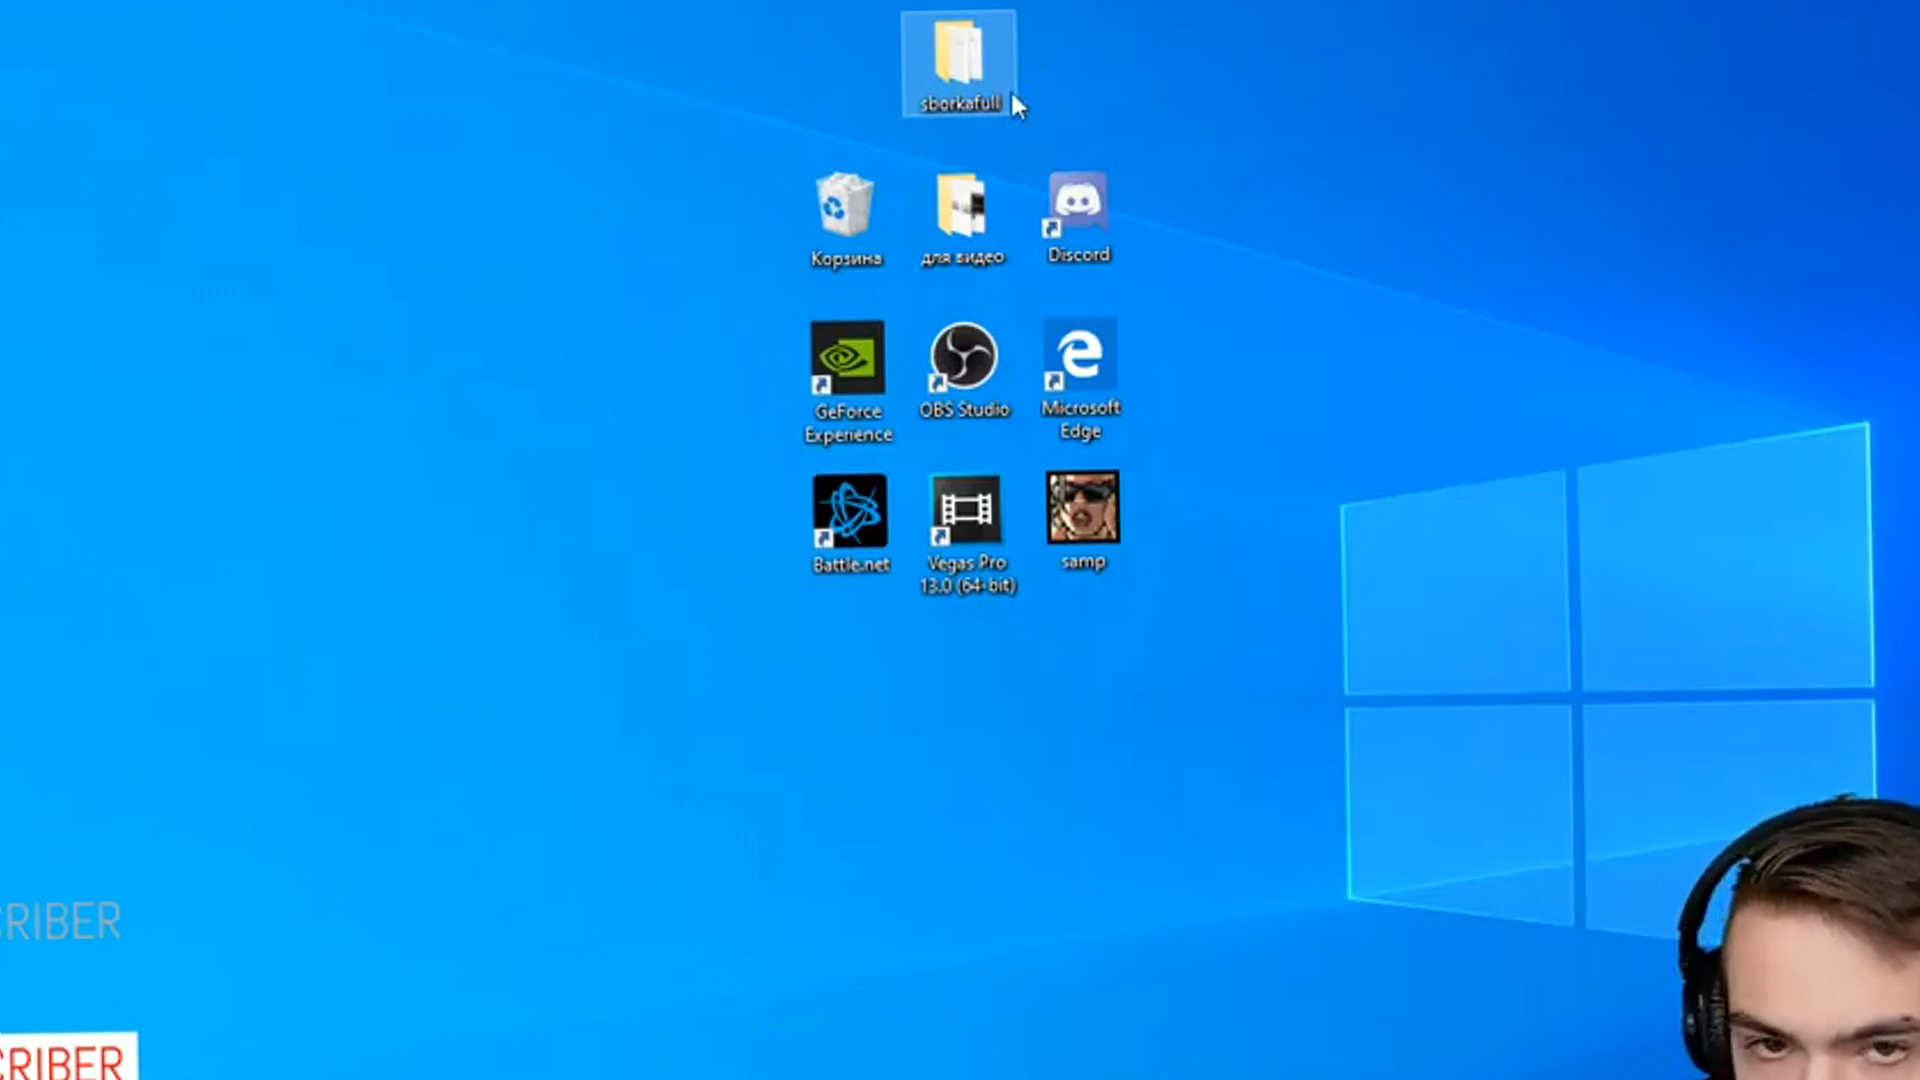 sborkafull
Корзина
для видео
Discord
GeForce
Experience
OBS Studio
Microsoft
Edge
Battle.net
Vegas Pro
13.0 (64-bit)
samp
CRIBER
CRIBER